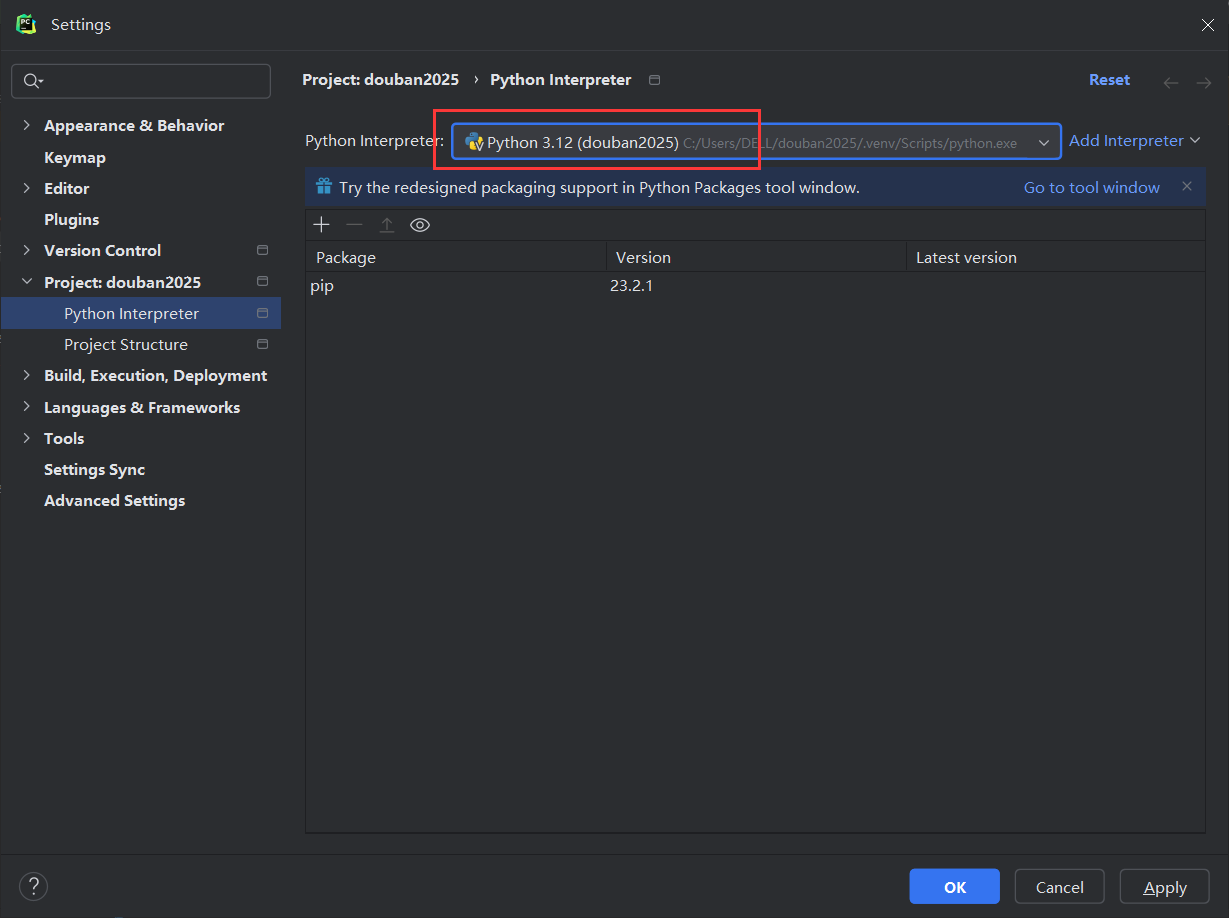 Settings
Project: douban2025 › Python Interpreter Reset
Appearance & Behavior
Keymap
Editor
Plugins
Version Control
Project: douban2025
Python Interpreter
Project Structure
Build, Execution, Deployment
Languages & Frameworks
Tools
Settings Sync
Advanced Settings
Python Interpreter: Python 3.12 (douban2025) C:/Users/DELL/douban2025/.venv/Scripts/python.exe Add Interpreter
Try the redesigned packaging support in Python Packages tool window. Go to tool window
Package Version Latest version
pip 23.2.1
? OK Cancel Apply